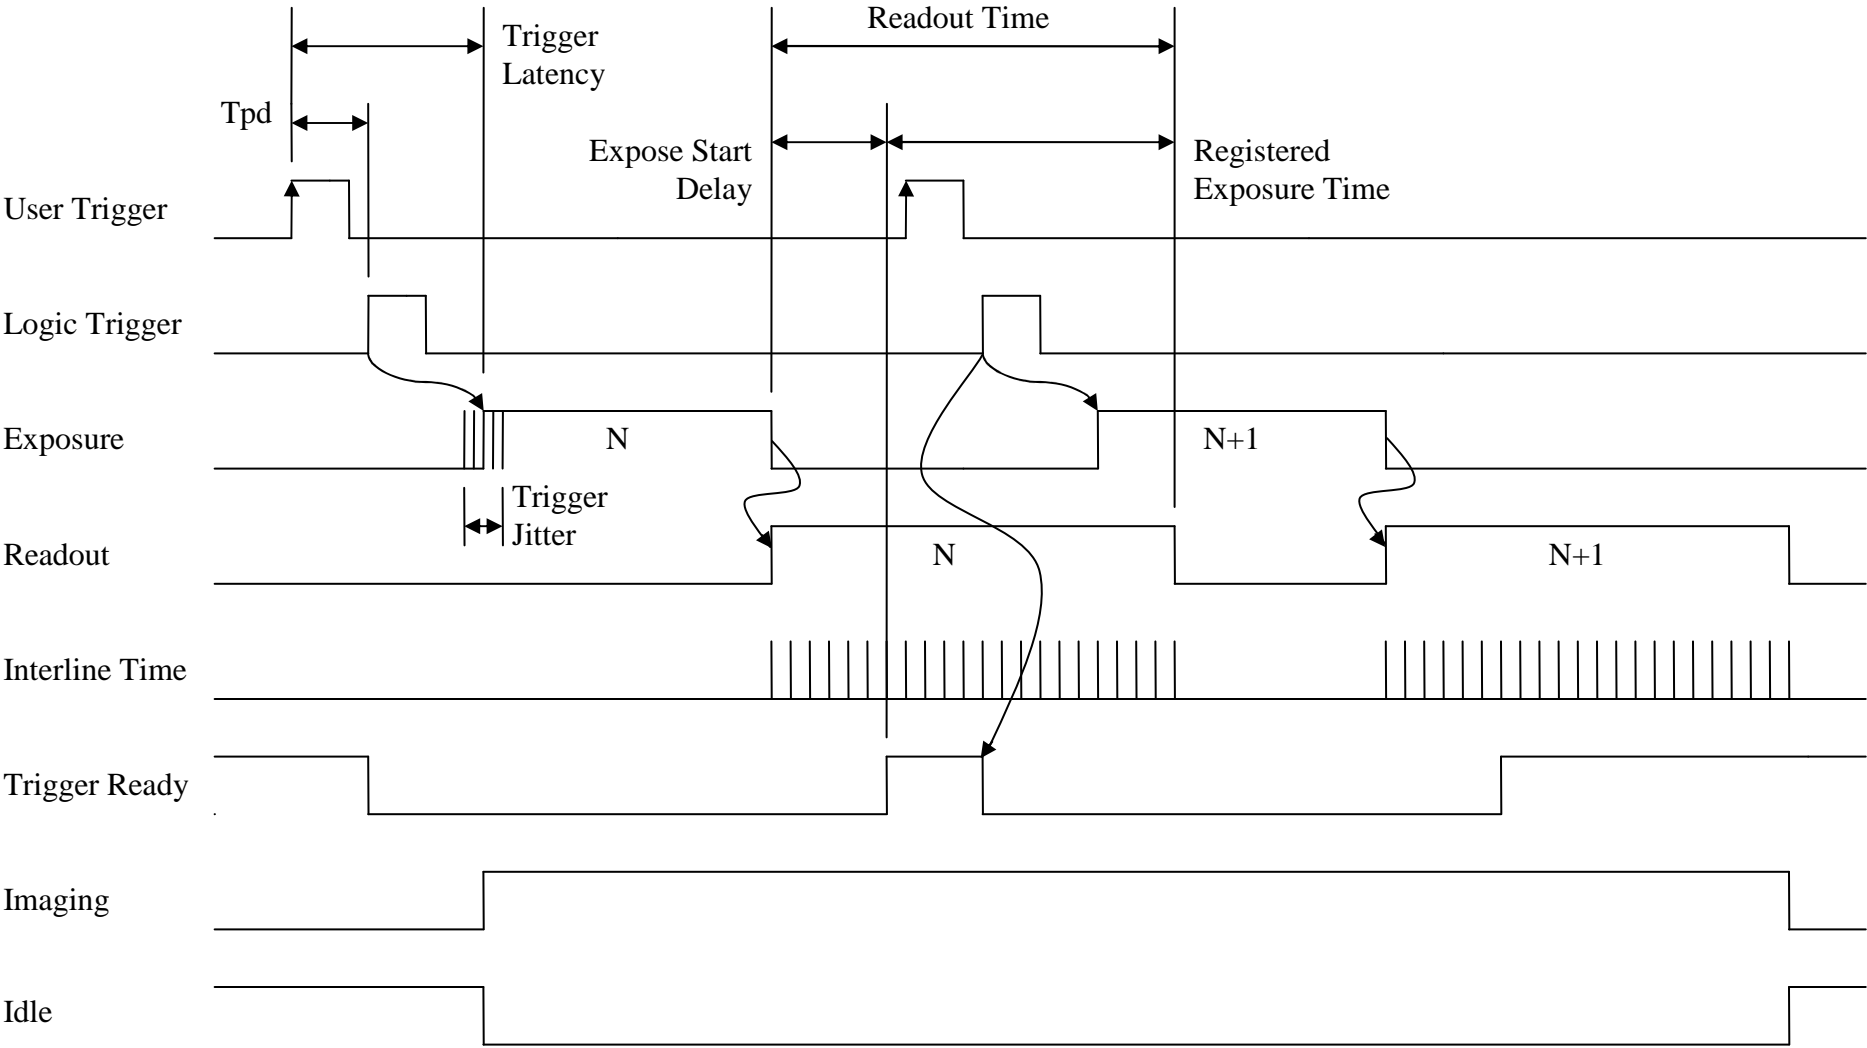 Readout Time
Trigger
Latency
Tpd
Expose Start
Delay
Registered
Exposure Time
User Trigger
Logic Trigger
Exposure
N
N+1
Trigger
Jitter
Readout
N
N+1
Interline Time
Trigger Ready
Imaging
Idle